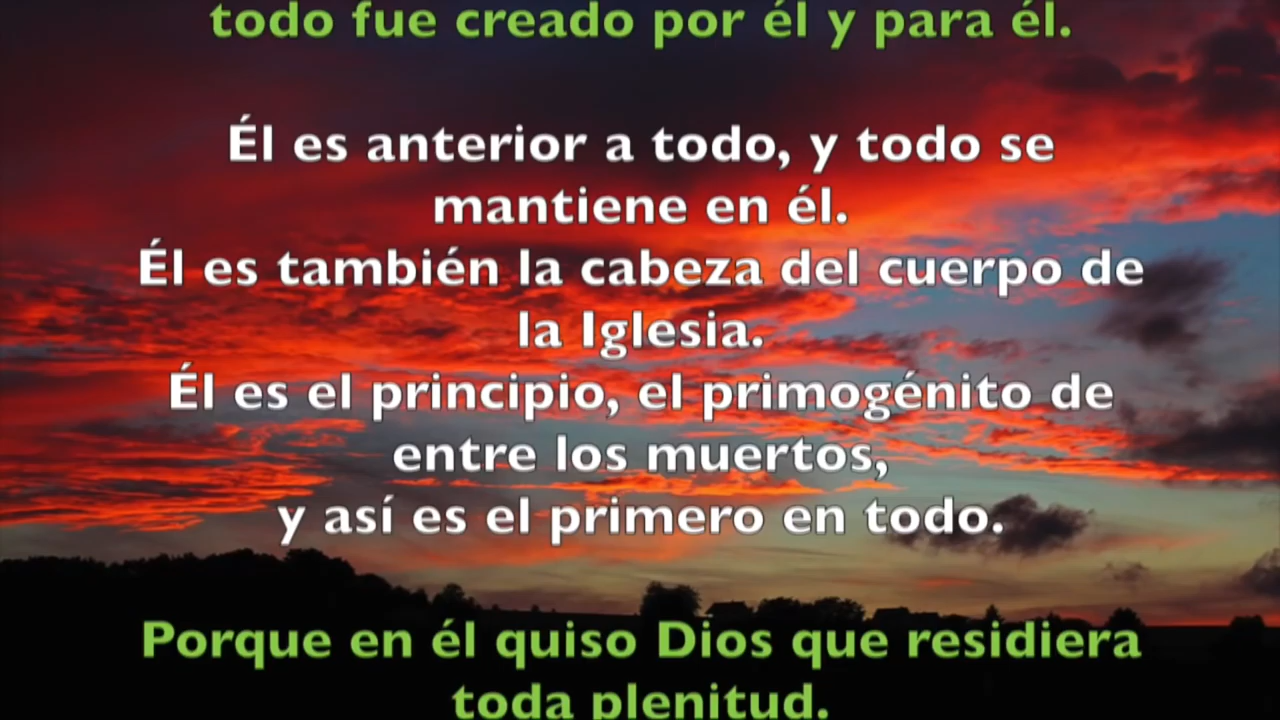 todo fue creado por él y para él.
Él es anterior a todo, y todo se
mantiene en él.
Él es también la cabeza del cuerpo de
la Iglesia.
Él es el principio, el primogénito de
entre los muertos,
y así es el primero en todo.
Porque en él quiso Dios que residiera
toda plenitud.